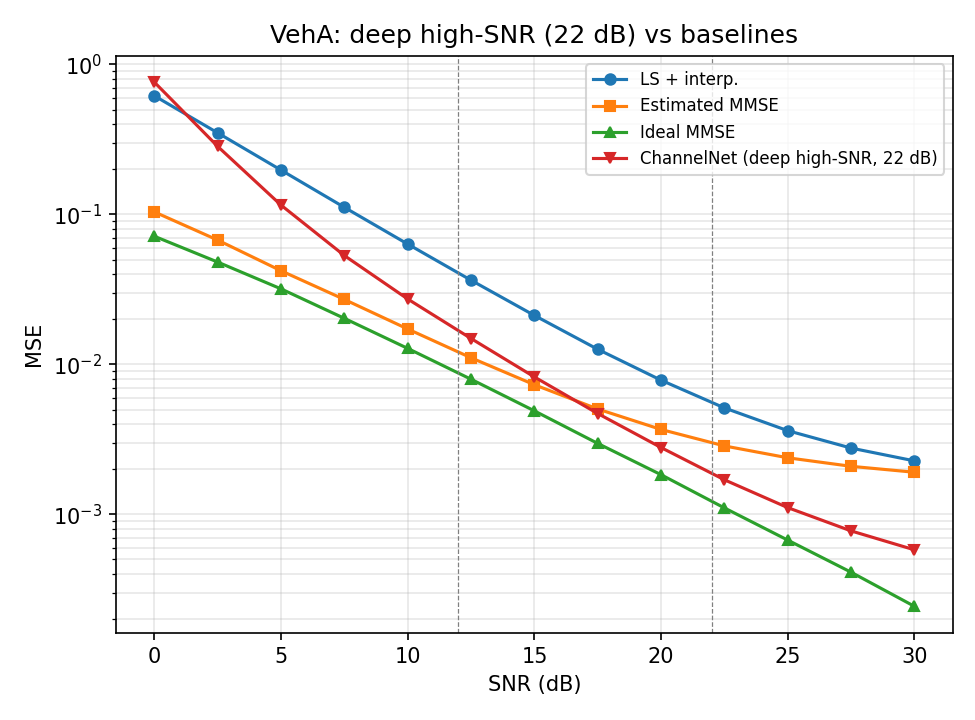 VehA: deep high-SNR (22 dB) vs baselines
LS + interp.
Estimated MMSE
Ideal MMSE
ChannelNet (deep high-SNR, 22 dB)
MSE
10⁰
10⁻¹
10⁻²
10⁻³
0 5 10 15 20 25 30
SNR (dB)